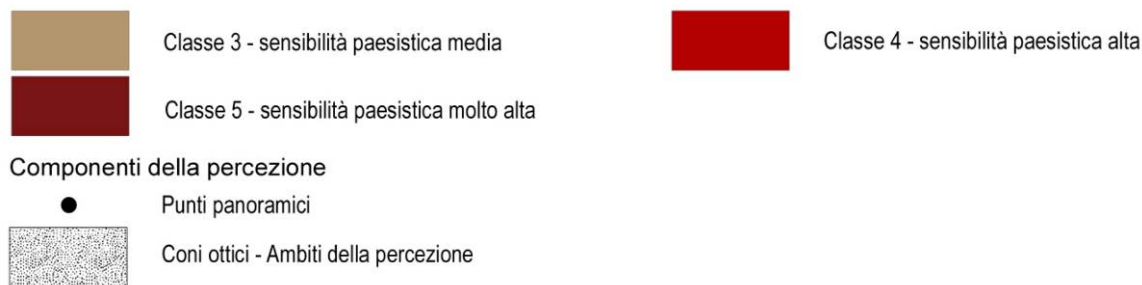 Classe 3 - sensibilità paesistica media
Classe 4 - sensibilità paesistica alta
Classe 5 - sensibilità paesistica molto alta
Componenti della percezione
Punti panoramici
Coni ottici - Ambiti della percezione